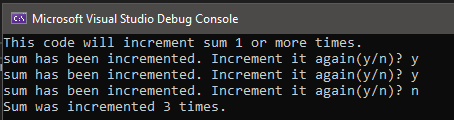 Microsoft Visual Studio Debug Console
This code will increment sum 1 or more times.
sum has been incremented. Increment it again(y/n)? y
sum has been incremented. Increment it again(y/n)? y
sum has been incremented. Increment it again(y/n)? n
Sum was incremented 3 times.